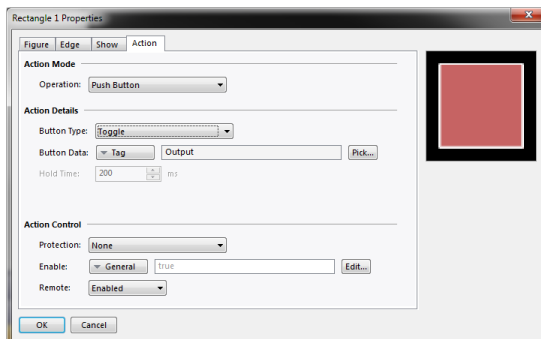 Rectangle 1 Properties
Figure Edge Show Action
Action Mode
Operation: Push Button
Action Details
Button Type: Toggle
Button Data: Tag Output Pick...
Hold Time: 200 ms
Action Control
Protection: None
Enable: General true Edit...
Remote: Enabled
OK Cancel